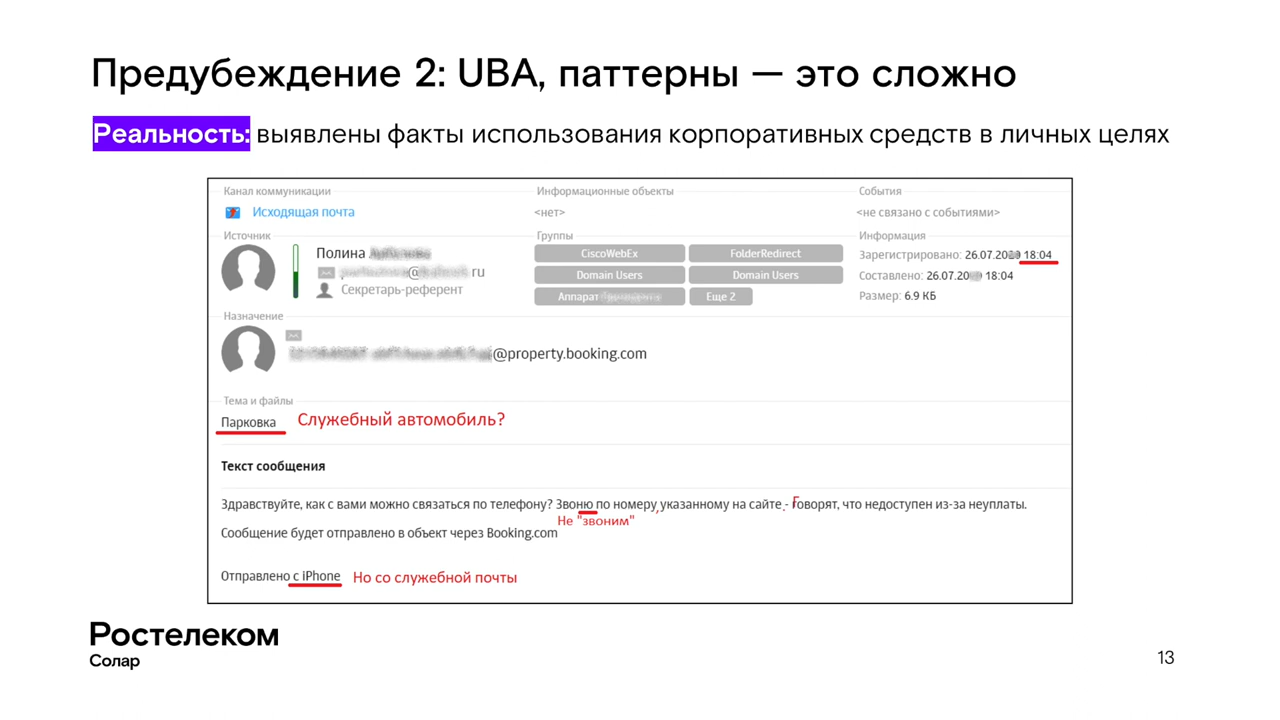 Предубеждение 2: UBA, паттерны — это сложно
Реальность: выявлены факты использования корпоративных средств в личных целях
Канал коммуникации
Исходящая почта
Информационные объекты
<нет>
События
<не связано с событиями>
Источник
Полина
@ ru
Секретарь-референт
Группы
CiscoWebEx FolderRedirect
Domain Users Domain Users
Аппарат Еще 2
Информация
Зарегистрировано: 26.07.20 18:04
Составлено: 26.07.20 18:04
Размер: 6.9 КБ
Назначение
@property.booking.com
Тема и файлы
Парковка Служебный автомобиль?
Текст сообщения
Здравствуйте, как с вами можно связаться по телефону? Звоню по номеру, указанному на сайте. - Говорят, что недоступен из-за неуплаты.
Не "звоним"
Сообщение будет отправлено в объект через Booking.com
Отправлено с iPhone Но со служебной почты
Ростелеком
Солар
13